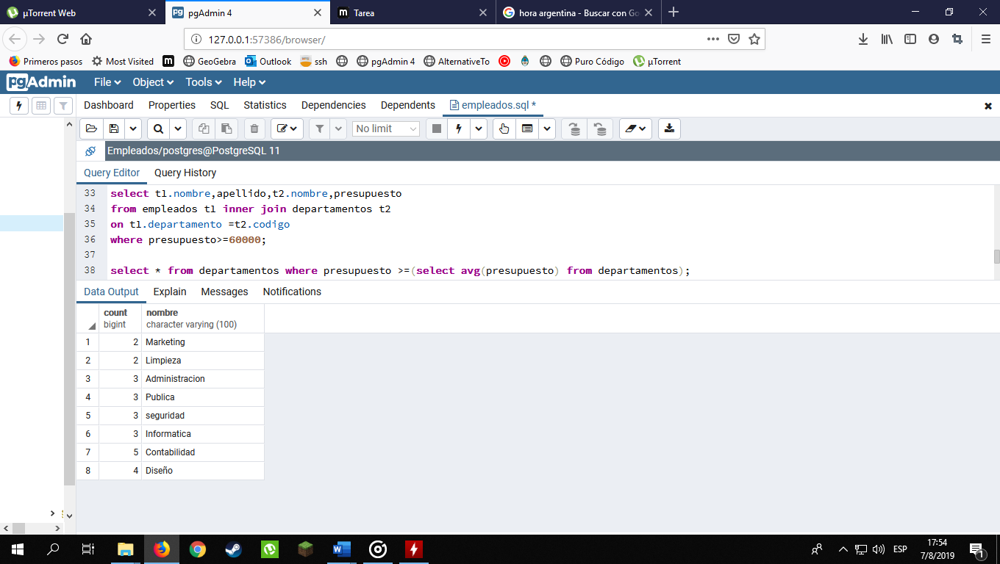 µTorrent Web
pgAdmin 4
Tarea
hora argentina - Buscar con Go
127.0.0.1:57386/browser/
Primeros pasos
Most Visited
GeoGebra
Outlook
ssh
pgAdmin 4
AlternativeTo
Puro Código
µTorrent
pgAdmin
File
Object
Tools
Help
Dashboard
Properties
SQL
Statistics
Dependencies
Dependents
empleados.sql *
No limit
Empleados/postgres@PostgreSQL 11
Query Editor
Query History
33 select t1.nombre,apellido,t2.nombre,presupuesto
34 from empleados t1 inner join departamentos t2
35 on t1.departamento =t2.codigo
36 where presupuesto>=60000;
37
38 select * from departamentos where presupuesto >=(select avg(presupuesto) from departamentos);
Data Output
Explain
Messages
Notifications
count nombre
bigint character varying (100)
1 2 Marketing
2 2 Limpieza
3 3 Administracion
4 3 Publica
5 3 seguridad
6 3 Informatica
7 5 Contabilidad
8 4 Diseño
ESP
17:54
7/8/2019
1